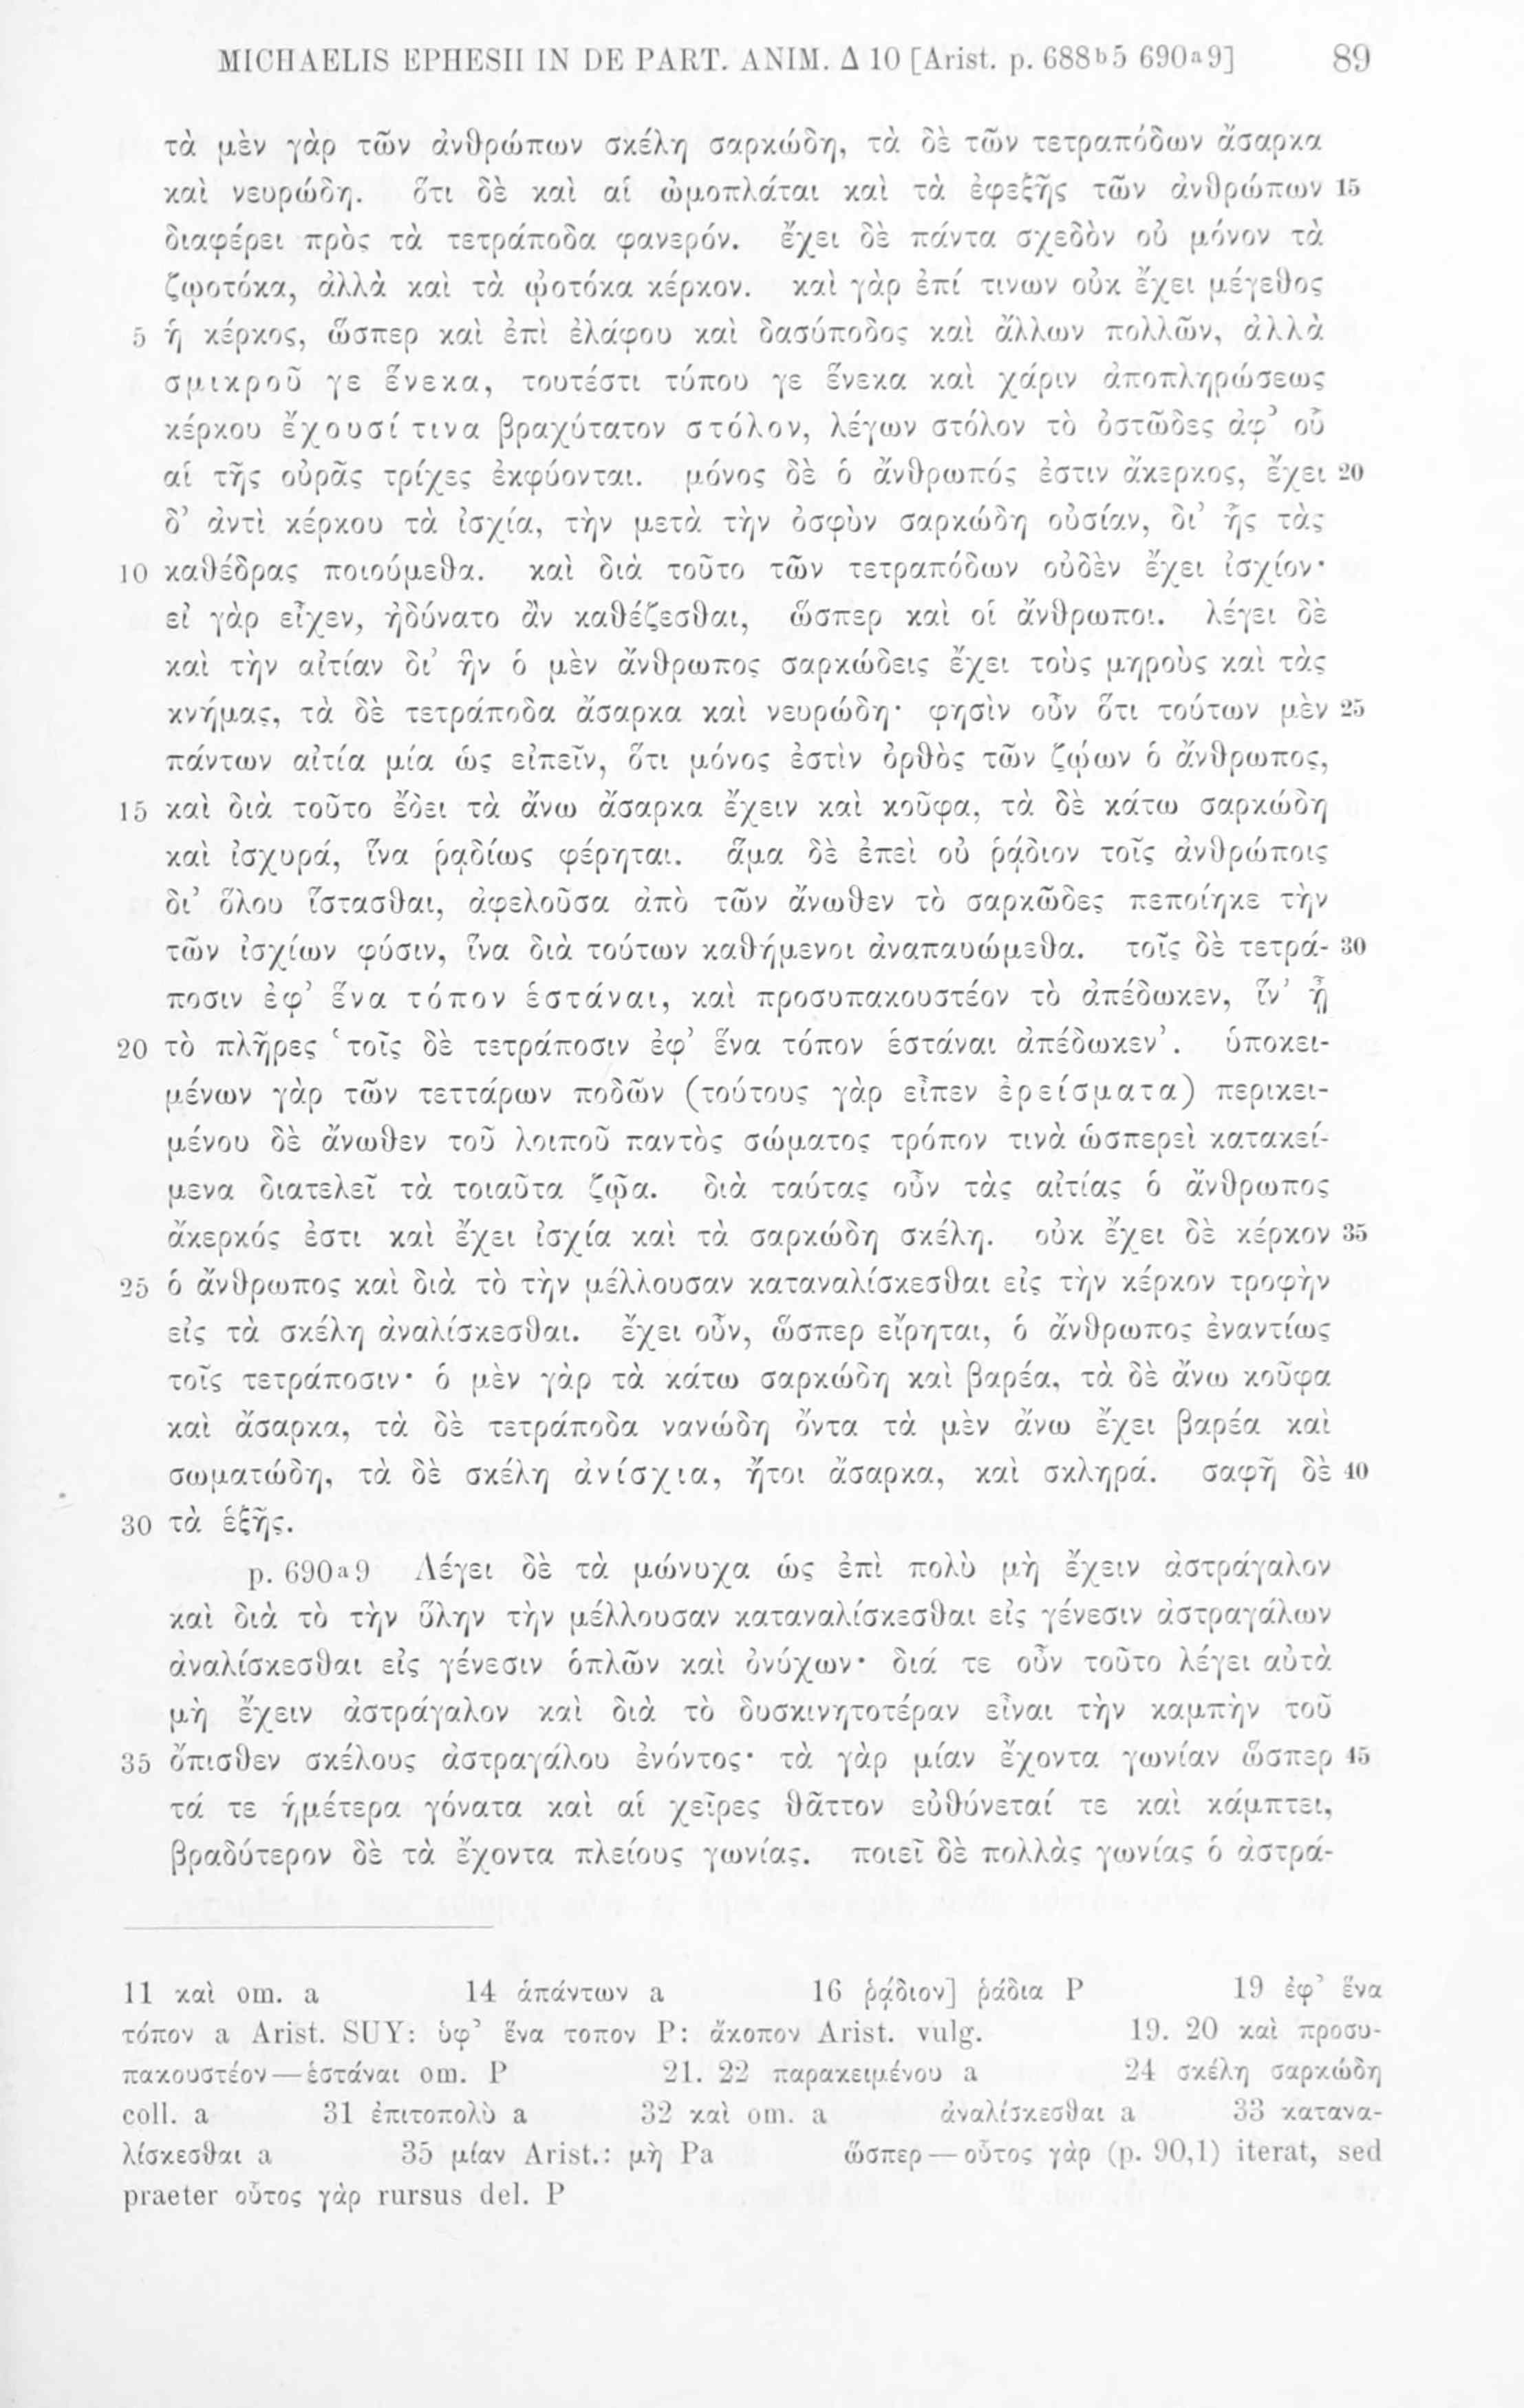 MICHAELIS EPHESII IN DE PART. ANIM. Δ 10 [Arist. p. 688b5 690a9] 89
τὰ μὲν γὰρ τῶν ἀνθρώπων σκέλη σαρκώδη, τὰ δὲ τῶν τετραπόδων ἄσαρκα
καὶ νευρώδη. ὅτι δὲ καὶ αἱ ὠμοπλάται καὶ τὰ ἐφεξῆς τῶν ἀνθρώπων 15
διαφέρει πρὸς τὰ τετράποδα φανερόν. ἔχει δὲ πάντα σχεδὸν οὐ μόνον τὰ
ζῳοτόκα, ἀλλὰ καὶ τὰ ᾠοτόκα κέρκον. καὶ γὰρ ἐπί τινων οὐκ ἔχει μέγεθος
5 ἡ κέρκος, ὥσπερ καὶ ἐπὶ ἐλάφου καὶ δασύποδος καὶ ἄλλων πολλῶν, ἀλλὰ
σμικροῦ γε ἕνεκα, τουτέστι τύπου γε ἕνεκα καὶ χάριν ἀποπληρώσεως
κέρκου ἔχουσί τινα βραχύτατον στόλον, λέγων στόλον τὸ ὀστῶδες ἀφ’ οὗ
αἱ τῆς οὐρᾶς τρίχες ἐκφύονται. μόνος δὲ ὁ ἄνθρωπός ἐστιν ἄκερκος, ἔχει 20
δ’ ἀντὶ κέρκου τὰ ἰσχία, τὴν μετὰ τὴν ὀσφὺν σαρκώδη οὐσίαν, δι’ ἧς τὰς
10 καθέδρας ποιούμεθα. καὶ διὰ τοῦτο τῶν τετραπόδων οὐδὲν ἔχει ἰσχίον·
εἰ γὰρ εἶχεν, ἠδύνατο ἂν καθέζεσθαι, ὥσπερ καὶ οἱ ἄνθρωποι. λέγει δὲ
καὶ τὴν αἰτίαν δι’ ἣν ὁ μὲν ἄνθρωπος σαρκώδεις ἔχει τοὺς μηροὺς καὶ τὰς
κνήμας, τὰ δὲ τετράποδα ἄσαρκα καὶ νευρώδη· φησὶν οὖν ὅτι τούτων μὲν 25
πάντων αἰτία μία ὡς εἰπεῖν, ὅτι μόνος ἐστὶν ὀρθὸς τῶν ζῴων ὁ ἄνθρωπος,
15 καὶ διὰ τοῦτο ἔδει τὰ ἄνω ἄσαρκα ἔχειν καὶ κοῦφα, τὰ δὲ κάτω σαρκώδη
καὶ ἰσχυρά, ἵνα ῥᾳδίως φέρηται. ἅμα δὲ ἐπεὶ οὐ ῥᾴδιον τοῖς ἀνθρώποις
δι’ ὅλου ἵστασθαι, ἀφελοῦσα ἀπὸ τῶν ἄνωθεν τὸ σαρκῶδες πεποίηκε τὴν
τῶν ἰσχίων φύσιν, ἵνα διὰ τούτων καθήμενοι ἀναπαυώμεθα. τοῖς δὲ τετρά- 30
ποσιν ἐφ’ ἕνα τόπον ἑστάναι, καὶ προσυπακουστέον τὸ ἀπέδωκεν, ἵν’ ᾖ
20 τὸ πλῆρες ‘τοῖς δὲ τετράποσιν ἐφ’ ἕνα τόπον ἑστάναι ἀπέδωκεν’. ὑποκει-
μένων γὰρ τῶν τεττάρων ποδῶν (τούτους γὰρ εἶπεν ἐρείσματα) περικει-
μένου δὲ ἄνωθεν τοῦ λοιποῦ παντὸς σώματος τρόπον τινὰ ὡσπερεὶ κατακεί-
μενα διατελεῖ τὰ τοιαῦτα ζῷα. διὰ ταύτας οὖν τὰς αἰτίας ὁ ἄνθρωπος
ἄκερκός ἐστι καὶ ἔχει ἰσχία καὶ τὰ σαρκώδη σκέλη. οὐκ ἔχει δὲ κέρκον 35
25 ὁ ἄνθρωπος καὶ διὰ τὸ τὴν μέλλουσαν καταναλίσκεσθαι εἰς τὴν κέρκον τροφὴν
εἰς τὰ σκέλη ἀναλίσκεσθαι. ἔχει οὖν, ὥσπερ εἴρηται, ὁ ἄνθρωπος ἐναντίως
τοῖς τετράποσιν· ὁ μὲν γὰρ τὰ κάτω σαρκώδη καὶ βαρέα, τὰ δὲ ἄνω κοῦφα
καὶ ἄσαρκα, τὰ δὲ τετράποδα νανώδη ὄντα τὰ μὲν ἄνω ἔχει βαρέα καὶ
σωματώδη, τὰ δὲ σκέλη ἀνίσχια, ἤτοι ἄσαρκα, καὶ σκληρά. σαφῆ δὲ 40
30 τὰ ἑξῆς.
p. 690a9 Λέγει δὲ τὰ μώνυχα ὡς ἐπὶ πολὺ μὴ ἔχειν ἀστράγαλον
καὶ διὰ τὸ τὴν ὕλην τὴν μέλλουσαν καταναλίσκεσθαι εἰς γένεσιν ἀστραγάλων
ἀναλίσκεσθαι εἰς γένεσιν ὁπλῶν καὶ ὀνύχων· διά τε οὖν τοῦτο λέγει αὐτὰ
μὴ ἔχειν ἀστράγαλον καὶ διὰ τὸ δυσκινητοτέραν εἶναι τὴν καμπὴν τοῦ
35 ὄπισθεν σκέλους ἀστραγάλου ἐνόντος· τὰ γὰρ μίαν ἔχοντα γωνίαν ὥσπερ 45
τά τε ἡμέτερα γόνατα καὶ αἱ χεῖρες θᾶττον εὐθύνεταί τε καὶ κάμπτει,
βραδύτερον δὲ τὰ ἔχοντα πλείους γωνίας. ποιεῖ δὲ πολλὰς γωνίας ὁ ἀστρά-
11 καὶ om. a 14 ἁπάντων a 16 ῥᾴδιον] ῥᾴδια P 19 ἐφ’ ἕνα
τόπον a Arist. SUY: ὑφ’ ἕνα τοπον P: ἄκοπον Arist. vulg. 19. 20 καὶ προσυ-
πακουστέον—ἑστάναι om. P 21. 22 παρακειμένου a 24 σκέλη σαρκώδη
coll. a 31 ἐπιτοπολὺ a 32 καὶ om. a ἀναλίσκεσθαι a 33 κατανα-
λίσκεσθαι a 35 μίαν Arist.: μὴ Pa ὥσπερ—οὗτος γὰρ (p. 90,1) iterat, sed
praeter οὗτος γὰρ rursus del. P